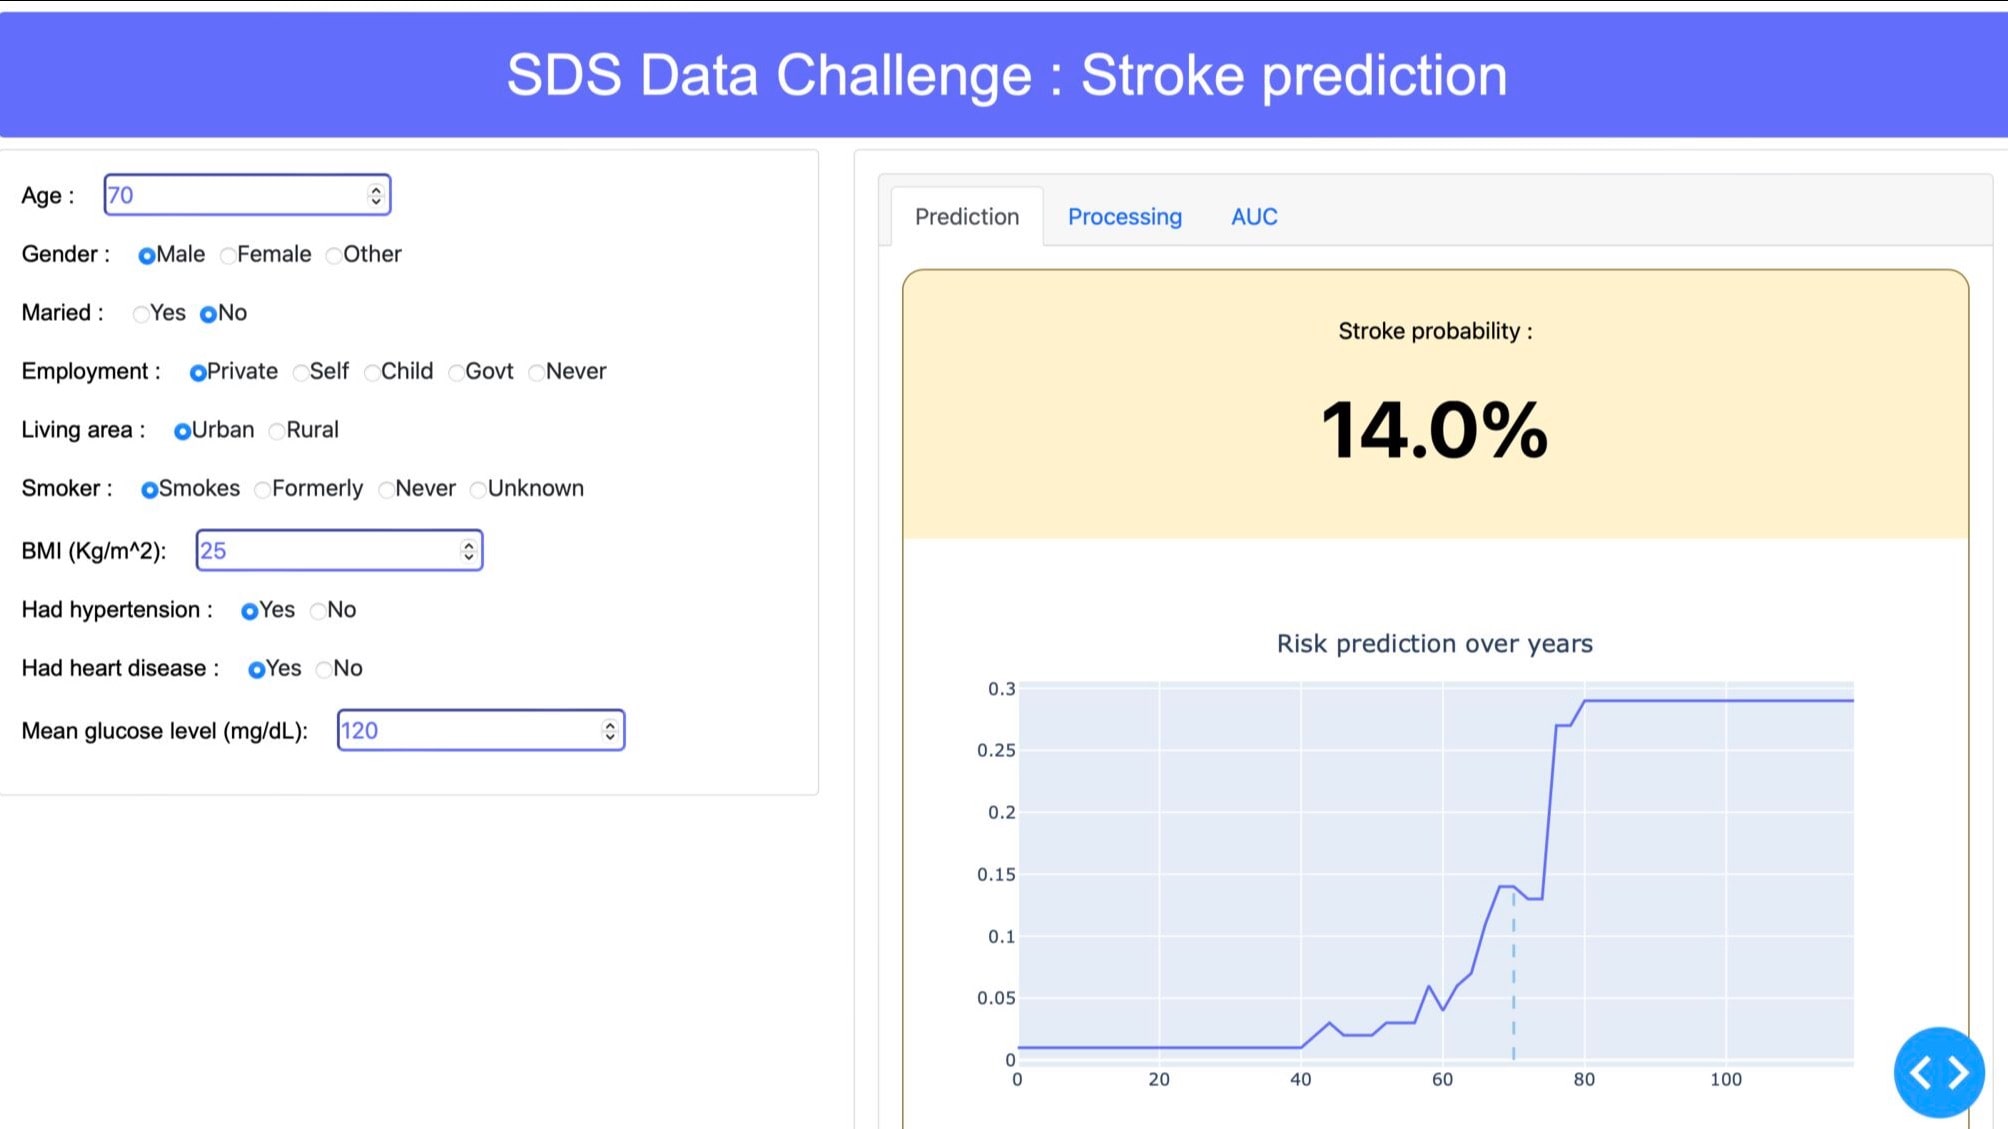 SDS Data Challenge : Stroke prediction
Age : 70
Gender : Male Female Other
Maried : Yes No
Employment : Private Self Child Govt Never
Living area : Urban Rural
Smoker : Smokes Formerly Never Unknown
BMI (Kg/m^2): 25
Had hypertension : Yes No
Had heart disease : Yes No
Mean glucose level (mg/dL): 120
Prediction Processing AUC
Stroke probability :
14.0%
Risk prediction over years
0.3
0.25
0.2
0.15
0.1
0.05
0
0 20 40 60 80 100